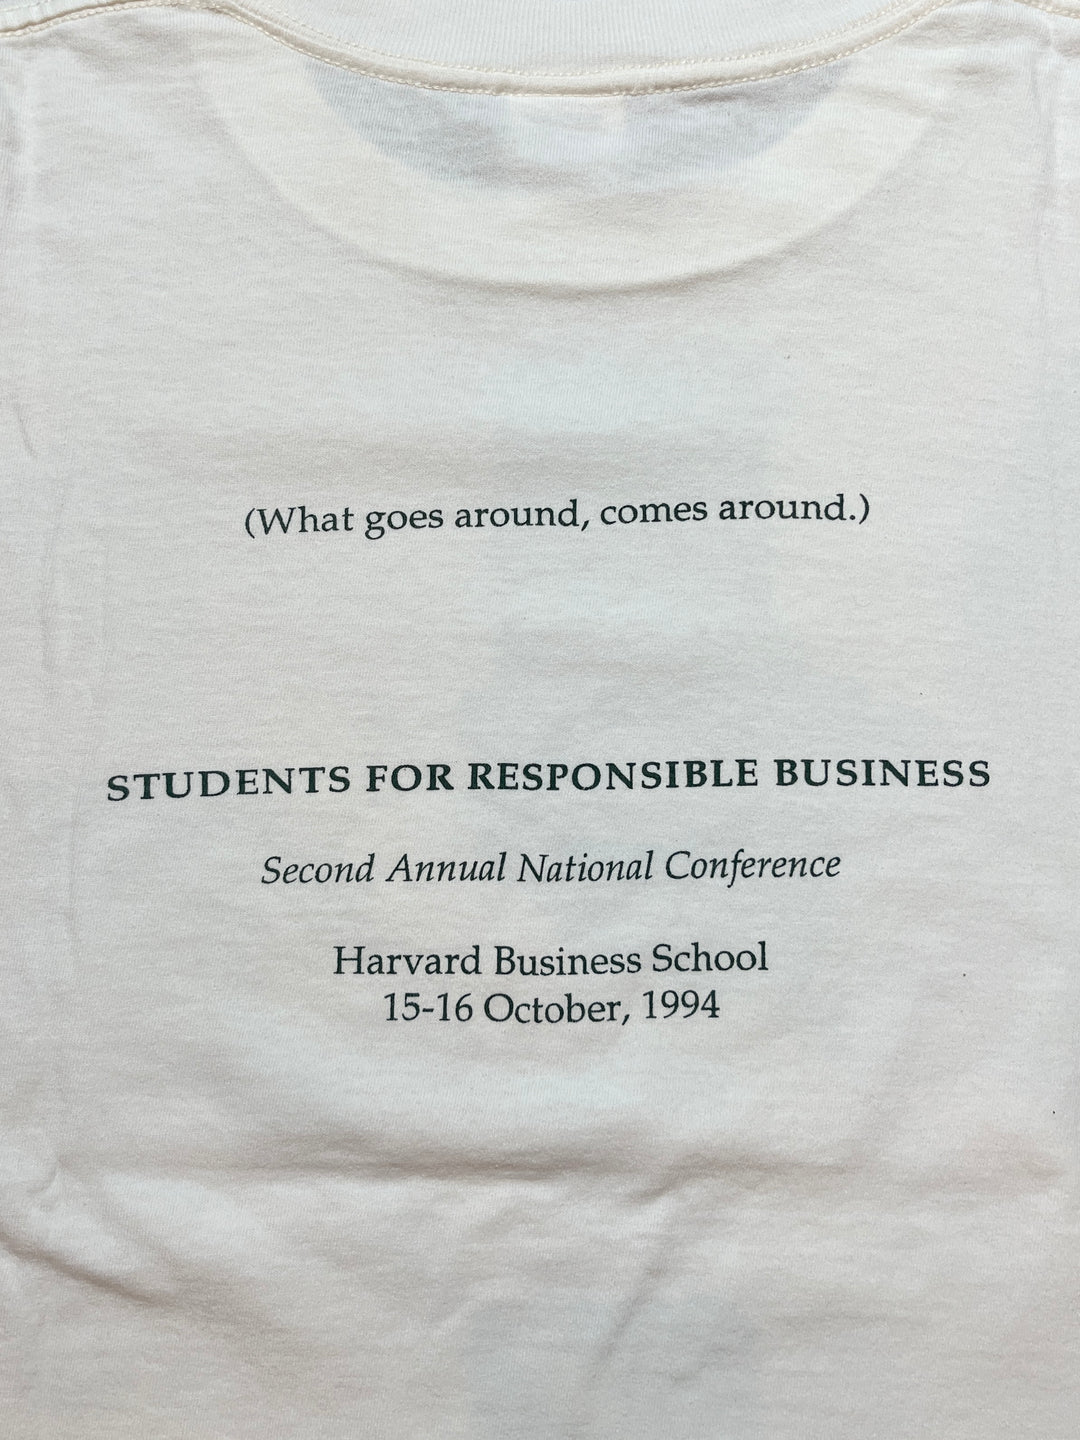 (What goes around, comes around.)
STUDENTS FOR RESPONSIBLE BUSINESS
Second Annual National Conference
Harvard Business School
15-16 October, 1994